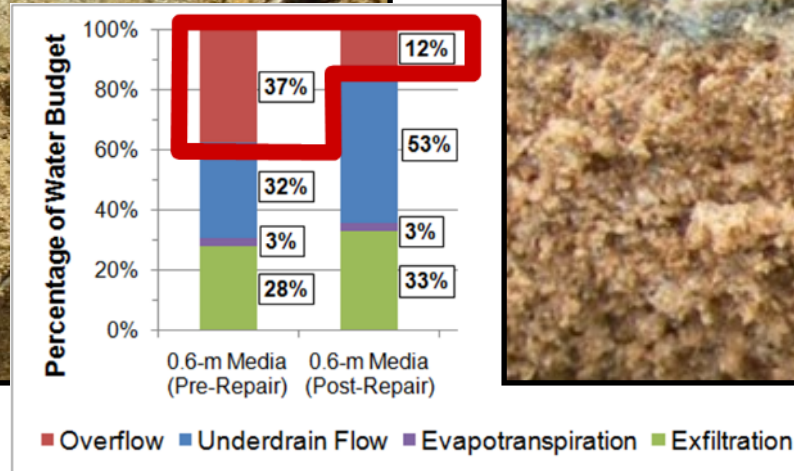 Percentage of Water Budget
100%
80%
60%
40%
20%
0%
37%
32%
3%
28%
12%
53%
3%
33%
0.6-m Media
(Pre-Repair)
0.6-m Media
(Post-Repair)
Overflow Underdrain Flow Evapotranspiration Exfiltration